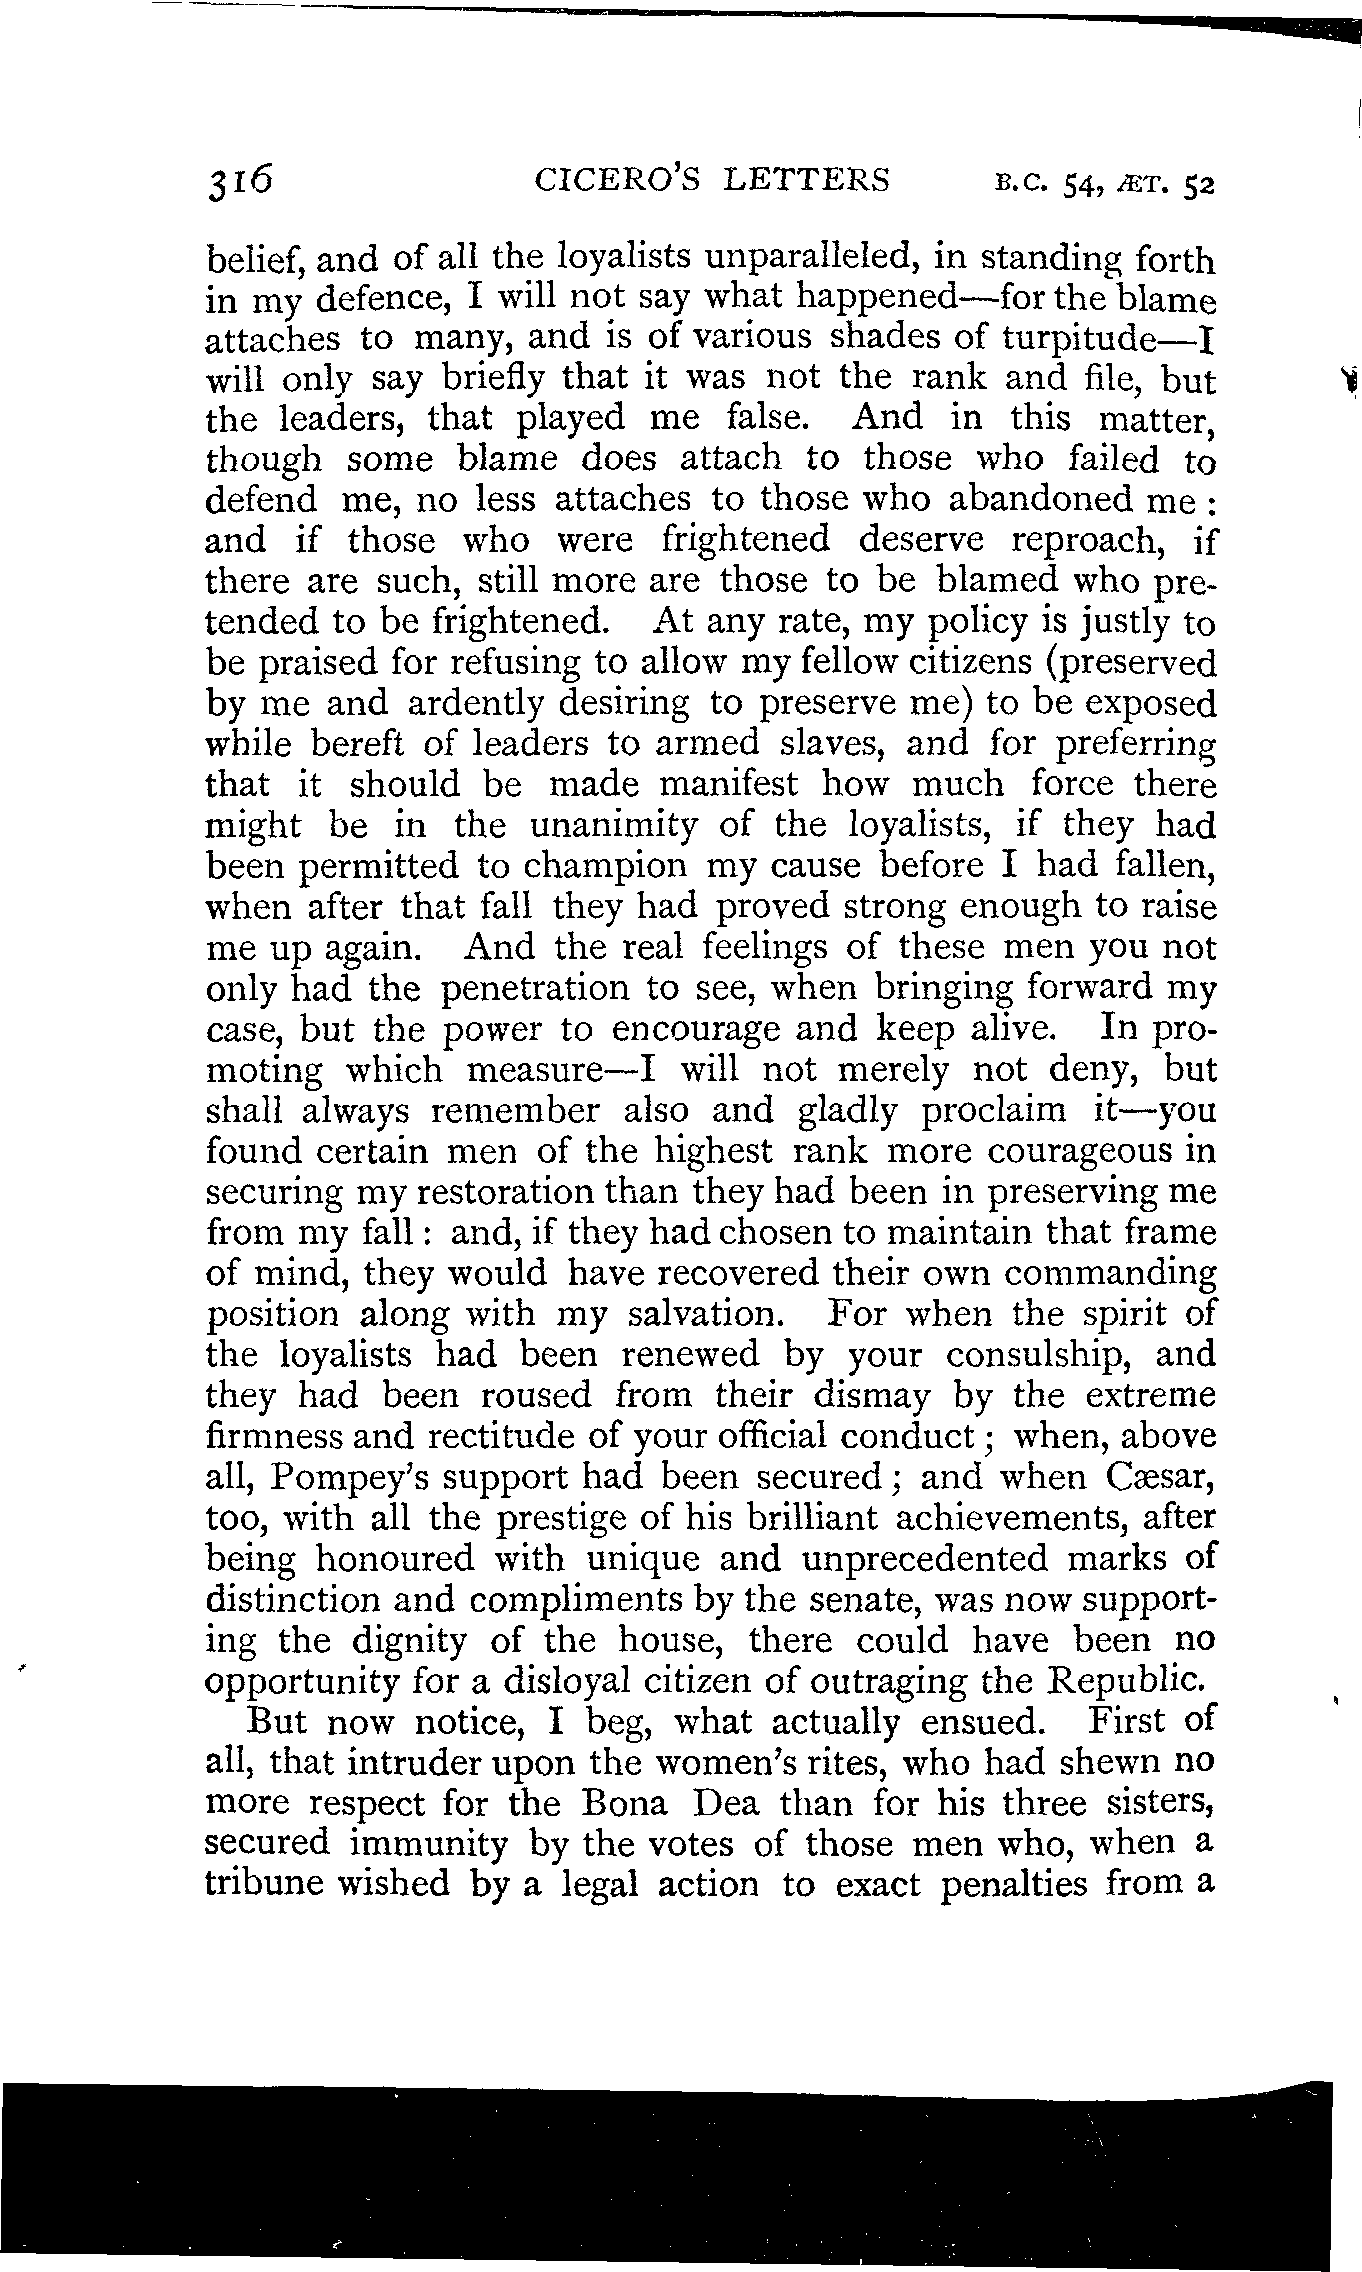 316 CICERO'S LETTERS B.C. 54, ÆT. 52
belief, and of all the loyalists unparalleled, in standing forth
in my defence, I will not say what happened—for the blame
attaches to many, and is of various shades of turpitude—I
will only say briefly that it was not the rank and file, but
the leaders, that played me false. And in this matter,
though some blame does attach to those who failed to
defend me, no less attaches to those who abandoned me :
and if those who were frightened deserve reproach, if
there are such, still more are those to be blamed who pre-
tended to be frightened. At any rate, my policy is justly to
be praised for refusing to allow my fellow citizens (preserved
by me and ardently desiring to preserve me) to be exposed
while bereft of leaders to armed slaves, and for preferring
that it should be made manifest how much force there
might be in the unanimity of the loyalists, if they had
been permitted to champion my cause before I had fallen,
when after that fall they had proved strong enough to raise
me up again. And the real feelings of these men you not
only had the penetration to see, when bringing forward my
case, but the power to encourage and keep alive. In pro-
moting which measure—I will not merely not deny, but
shall always remember also and gladly proclaim it—you
found certain men of the highest rank more courageous in
securing my restoration than they had been in preserving me
from my fall : and, if they had chosen to maintain that frame
of mind, they would have recovered their own commanding
position along with my salvation. For when the spirit of
the loyalists had been renewed by your consulship, and
they had been roused from their dismay by the extreme
firmness and rectitude of your official conduct ; when, above
all, Pompey's support had been secured ; and when Cæsar,
too, with all the prestige of his brilliant achievements, after
being honoured with unique and unprecedented marks of
distinction and compliments by the senate, was now support-
ing the dignity of the house, there could have been no
opportunity for a disloyal citizen of outraging the Republic.
But now notice, I beg, what actually ensued. First of
all, that intruder upon the women's rites, who had shewn no
more respect for the Bona Dea than for his three sisters,
secured immunity by the votes of those men who, when a
tribune wished by a legal action to exact penalties from a